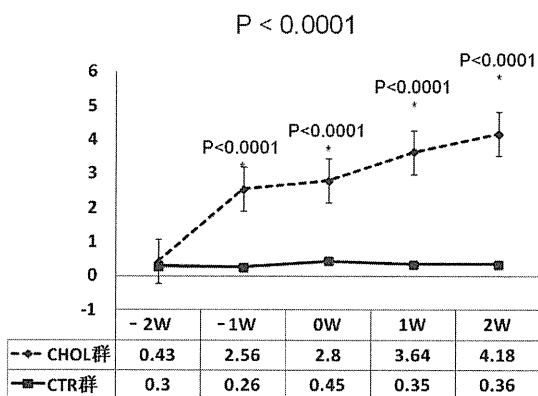 P < 0.0001
6
5
4
3
2
1
0
-1
P<0.0001
*
P<0.0001
*
P<0.0001
*
P<0.0001
*
－2W －1W 0W 1W 2W
CHOL群 0.43 2.56 2.8 3.64 4.18
CTR群 0.3 0.26 0.45 0.35 0.36